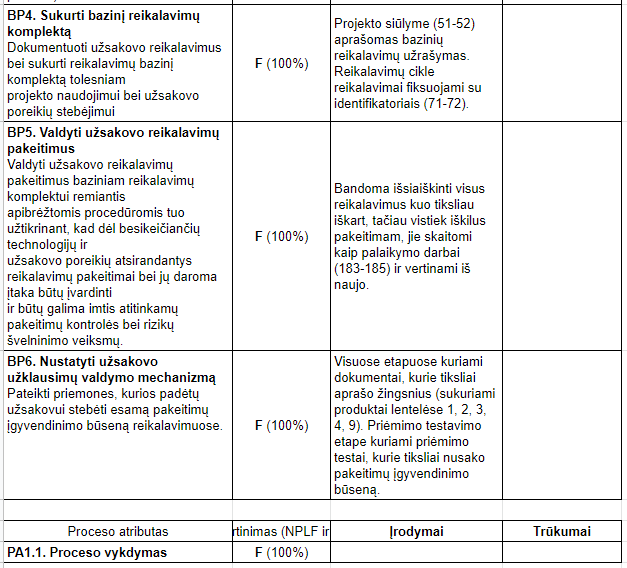 BP4. Sukurti bazinį reikalavimų
komplektą
Dokumentuoti užsakovo reikalavimus
bei sukurti reikalavimų bazinį
komplektą tolesniam
projekto naudojimui bei užsakovo
poreikių stebėjimui
F (100%)
Projekto siūlyme (51-52)
aprašomas bazinių
reikalavimų užrašymas.
Reikalavimų cikle
reikalavimai fiksuojami su
identifikatoriais (71-72).
BP5. Valdyti užsakovo reikalavimų
pakeitimus
Valdyti užsakovo reikalavimų
pakeitimus baziniam reikalavimų
komplektui remiantis
apibrėžtomis procedūromis tuo
užtikrinant, kad dėl besikeičiančių
technologijų ir
užsakovo poreikių atsirandantys
reikalavimų pakeitimai bei jų daroma
įtaka būtų įvardinti
ir būtų galima imtis atitinkamų
pakeitimų kontrolės bei rizikų
švelninimo veiksmų.
F (100%)
Bandoma išsiaiškinti visus
reikalavimus kuo tiksliau
iškart, tačiau vistiek iškilus
pakeitimam, jie skaitomi
kaip palaikymo darbai
(183-185) ir vertinami iš
naujo.
BP6. Nustatyti užsakovo
užklausimų valdymo mechanizmą
Pateikti priemones, kurios padėtų
užsakovui stebėti esamą pakeitimų
įgyvendinimo būseną reikalavimuose.
F (100%)
Visuose etapuose kuriami
dokumentai, kurie tiksliai
aprašo žingsnius (sukuriami
produktai lentelėse 1, 2, 3,
4, 9). Priėmimo testavimo
etape kuriami priėmimo
testai, kurie tiksliai nusako
pakeitimų įgyvendinimo
būseną.
Proceso atributas
rtinimas (NPLF ir
Įrodymai
Trūkumai
PA1.1. Proceso vykdymas
F (100%)